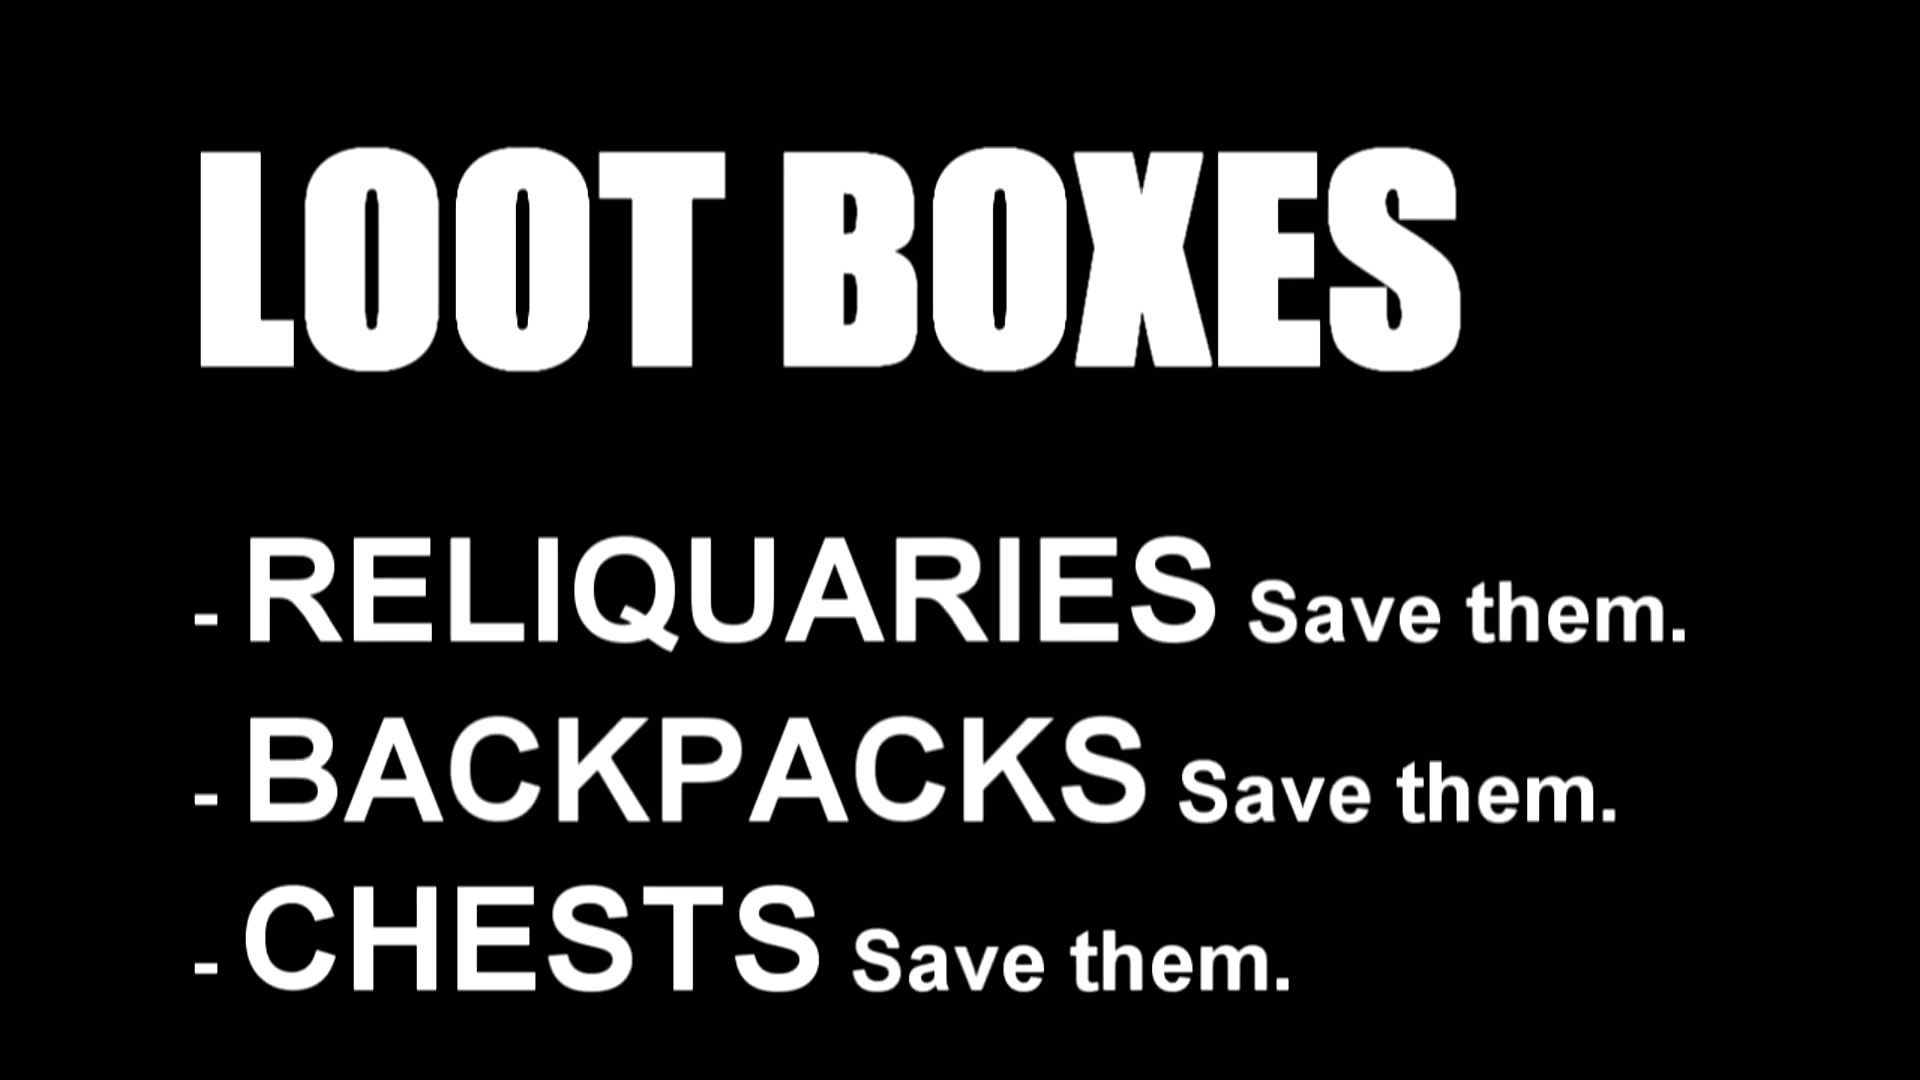 LOOT BOXES
- RELIQUARIES Save them.
- BACKPACKS Save them.
- CHESTS Save them.